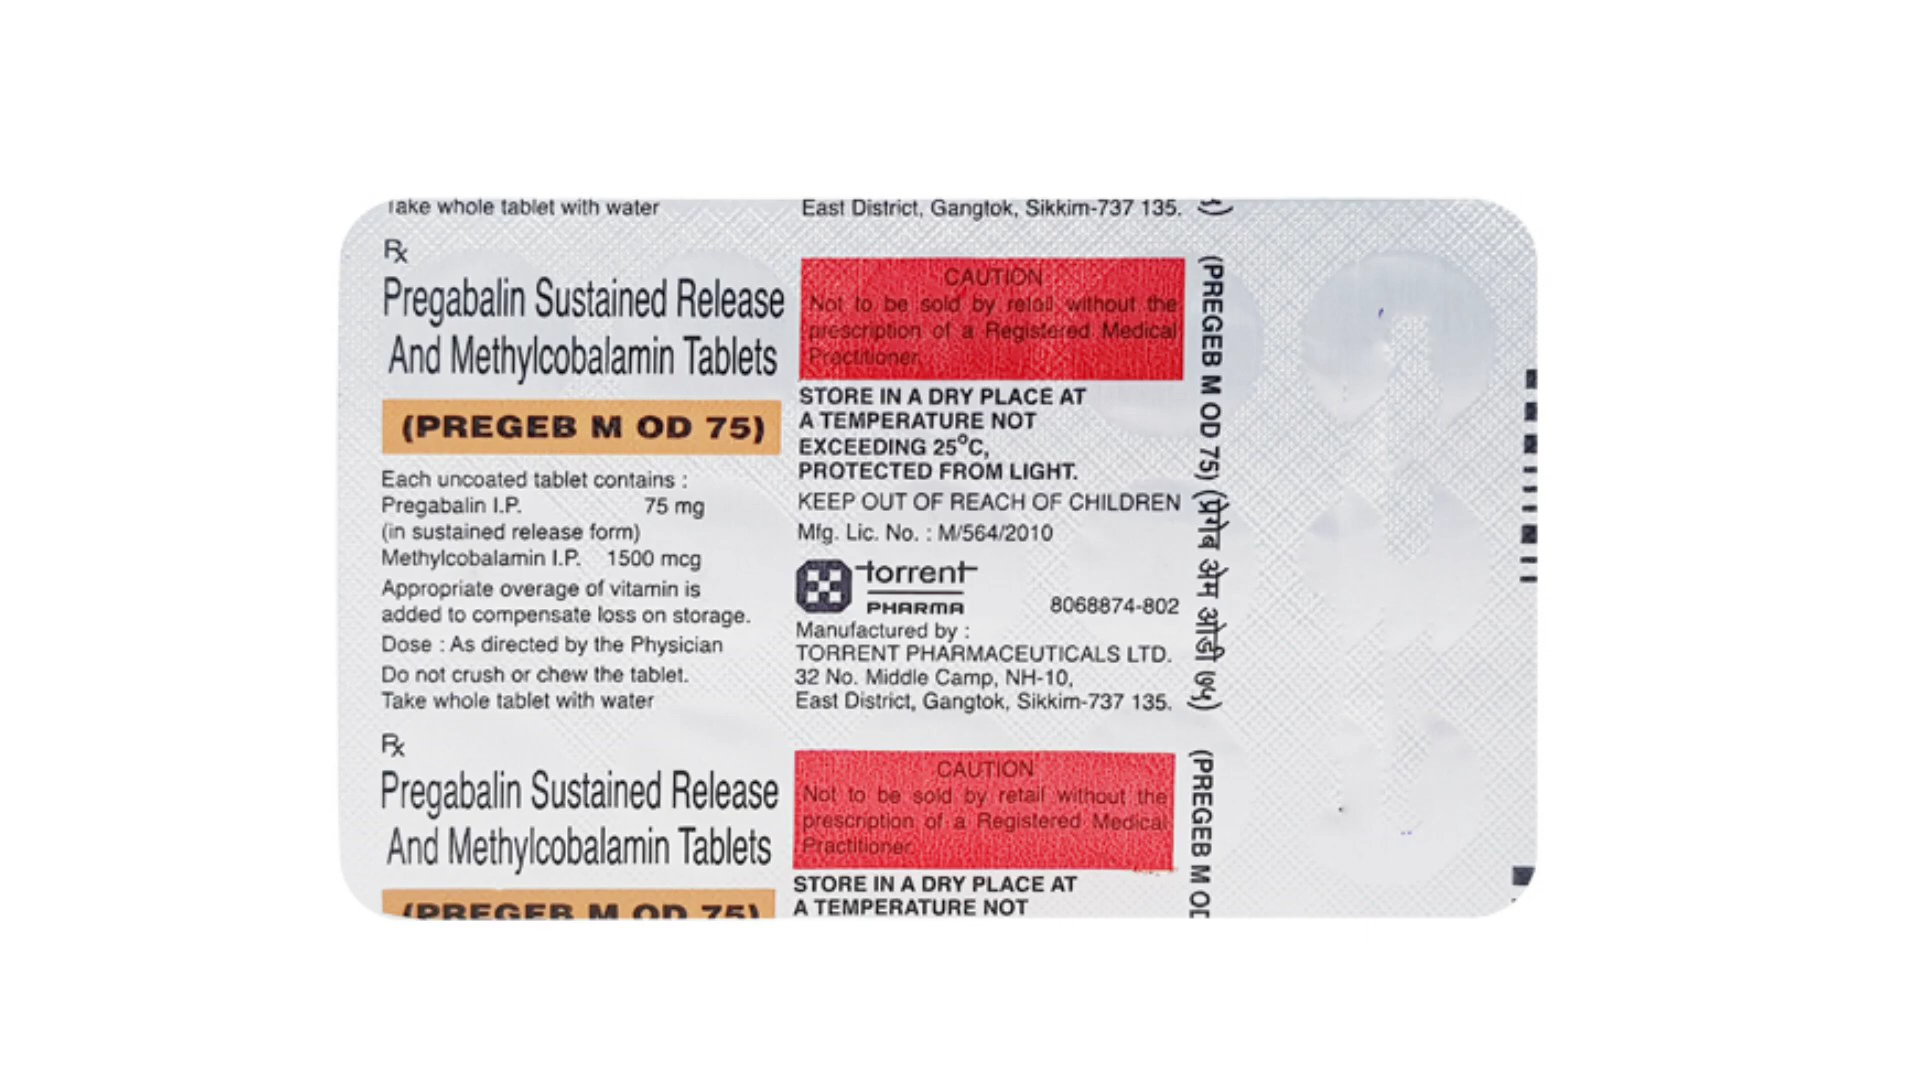 Take whole tablet with water
East District, Gangtok, Sikkim-737 135.
Rx
Pregabalin Sustained Release
And Methylcobalamin Tablets
(PREGEB M OD 75)
Each uncoated tablet contains :
Pregabalin I.P. 75 mg
(in sustained release form)
Methylcobalamin I.P. 1500 mcg
Appropriate overage of vitamin is
added to compensate loss on storage.
Dose : As directed by the Physician
Do not crush or chew the tablet.
Take whole tablet with water
CAUTION
Not to be sold by retail without the
prescription of a Registered Medical
Practitioner.
STORE IN A DRY PLACE AT
A TEMPERATURE NOT
EXCEEDING 25°C,
PROTECTED FROM LIGHT.
KEEP OUT OF REACH OF CHILDREN
Mfg. Lic. No. : M/564/2010
torrent
PHARMA
8068874-802
Manufactured by :
TORRENT PHARMACEUTICALS LTD.
32 No. Middle Camp, NH-10,
East District, Gangtok, Sikkim-737 135.
(PREGEB M OD 75) (प्रेगेब अेम ओडी ७५)
Rx
Pregabalin Sustained Release
And Methylcobalamin Tablets
(PREGEB M OD 75)
CAUTION
Not to be sold by retail without the
prescription of a Registered Medical
Practitioner.
STORE IN A DRY PLACE AT
A TEMPERATURE NOT
(PREGEB M OD